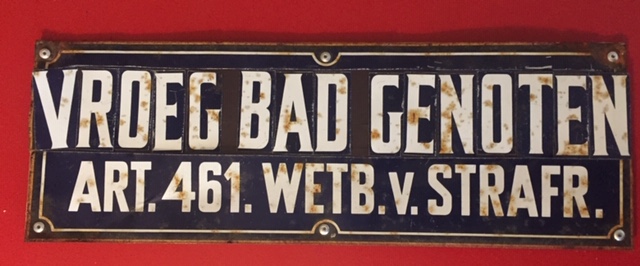 VROEG BAD GENOTEN
ART. 461. WETB. v. STRAFR.